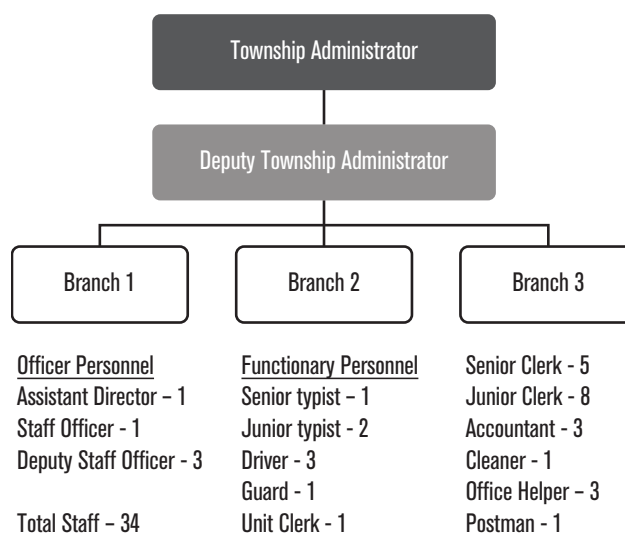 Township Administrator
Deputy Township Administrator
Branch 1
Branch 2
Branch 3
Officer Personnel
Assistant Director – 1
Staff Officer - 1
Deputy Staff Officer - 3
Total Staff – 34
Functionary Personnel
Senior typist – 1
Junior typist - 2
Driver - 3
Guard - 1
Unit Clerk - 1
Senior Clerk - 5
Junior Clerk - 8
Accountant - 3
Cleaner - 1
Office Helper – 3
Postman - 1